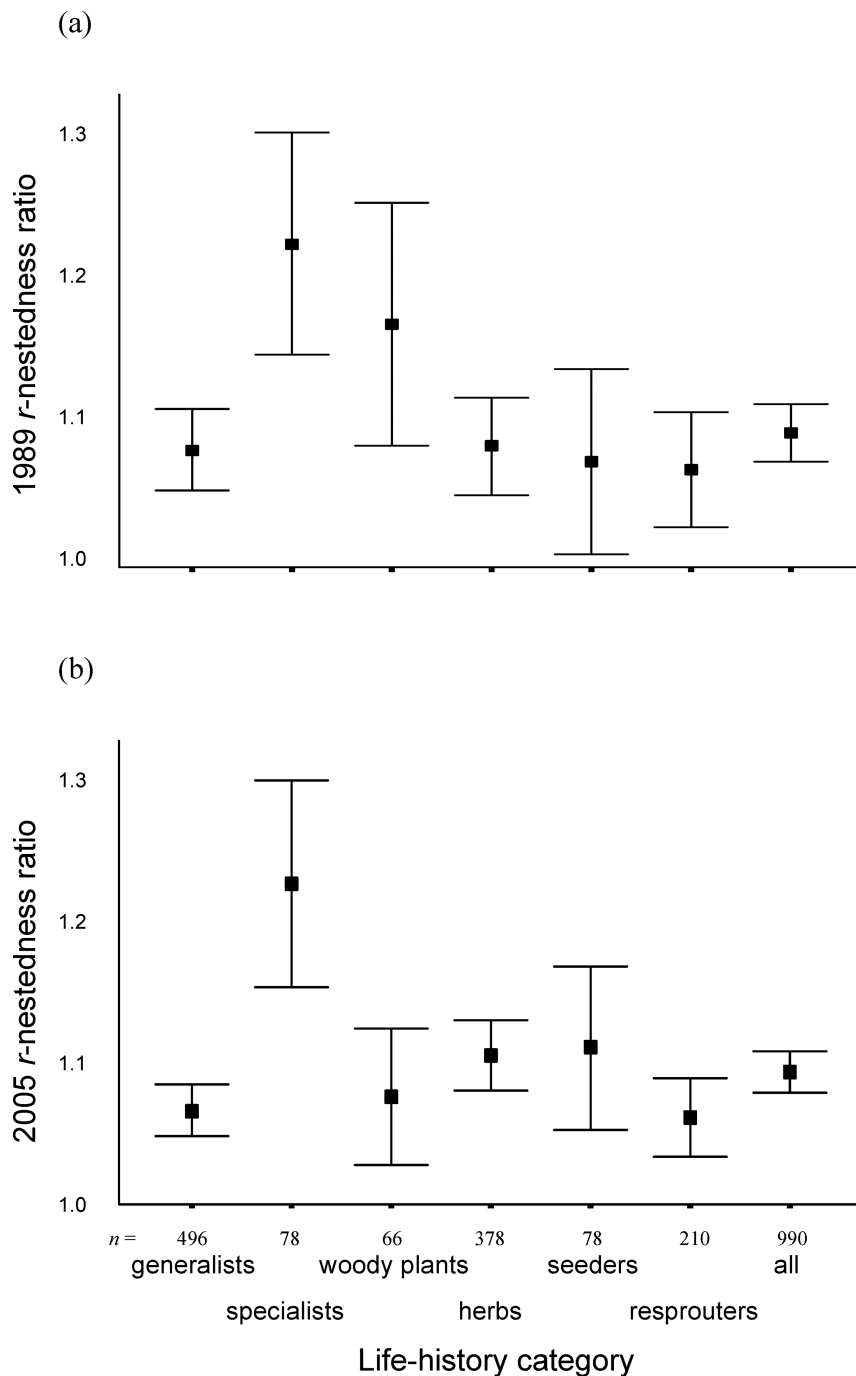 (a)
1.3
1.2
1.1
1.0
1989 r-nestedness ratio
(b)
1.3
1.2
1.1
1.0
2005 r-nestedness ratio
n = 496 78 66 378 78 210 990
generalists woody plants seeders all
specialists herbs resprouters
Life-history category